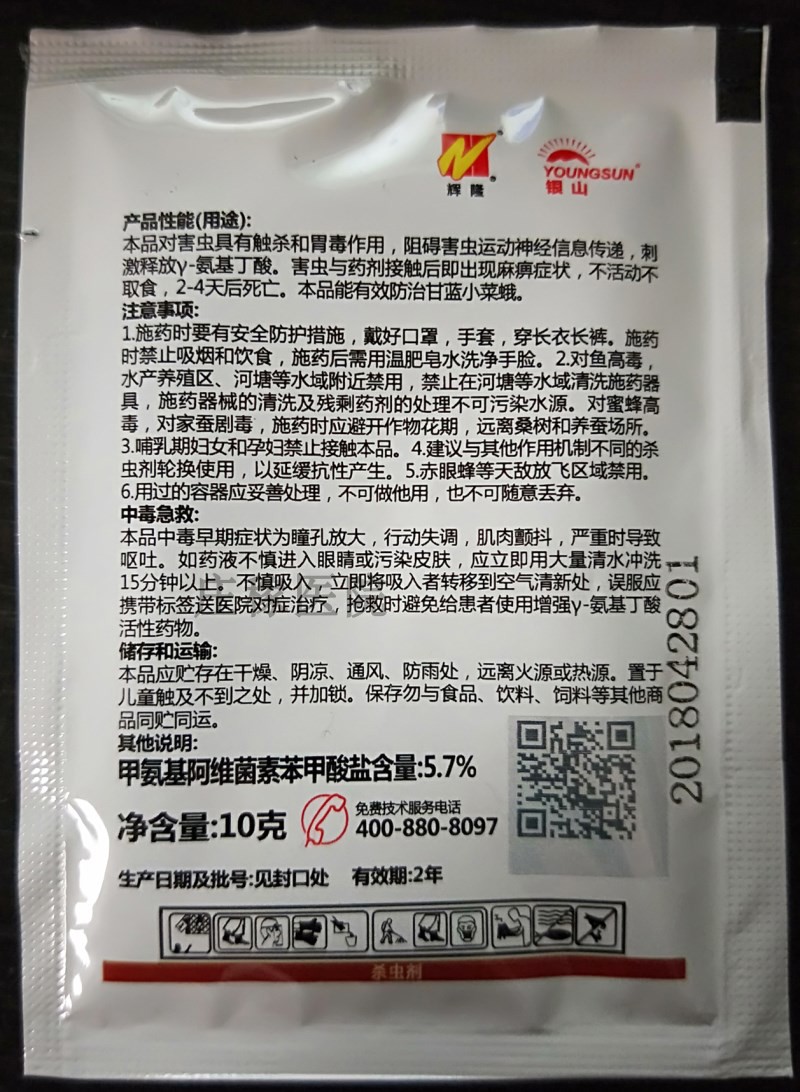 辉隆
YOUNGSUN
银山
产品性能(用途):
本品对害虫具有触杀和胃毒作用，阻碍害虫运动神经信息传递，刺
激释放γ-氨基丁酸。害虫与药剂接触后即出现麻痹症状，不活动不
取食，2-4天后死亡。本品能有效防治甘蓝小菜蛾。
注意事项:
1.施药时要有安全防护措施，戴好口罩，手套，穿长衣长裤。施药
时禁止吸烟和饮食，施药后需用温肥皂水洗净手脸。2.对鱼高毒，
水产养殖区、河塘等水域附近禁用，禁止在河塘等水域清洗施药器
具，施药器械的清洗及残剩药剂的处理不可污染水源。对蜜蜂高
毒，对家蚕剧毒，施药时应避开作物花期，远离桑树和养蚕场所。
3.哺乳期妇女和孕妇禁止接触本品。4.建议与其他作用机制不同的杀
虫剂轮换使用，以延缓抗性产生。5.赤眼蜂等天敌放飞区域禁用。
6.用过的容器应妥善处理，不可做他用，也不可随意丢弃。
中毒急救:
本品中毒早期症状为瞳孔放大，行动失调，肌肉颤抖，严重时导致
呕吐。如药液不慎进入眼睛或污染皮肤，应立即用大量清水冲洗
15分钟以上。不慎吸入，立即将吸入者转移到空气清新处，误服应
携带标签送医院对症治疗，抢救时避免给患者使用增强γ-氨基丁酸
活性药物。
储存和运输:
本品应贮存在干燥、阴凉、通风、防雨处，远离火源或热源。置于
儿童触及不到之处，并加锁。保存勿与食品、饮料、饲料等其他商
品同贮同运。
其他说明:
甲氨基阿维菌素苯甲酸盐含量:5.7%
净含量:10克
免费技术服务电话
400-880-8097
生产日期及批号:见封口处 有效期:2年
杀虫剂
2018042801